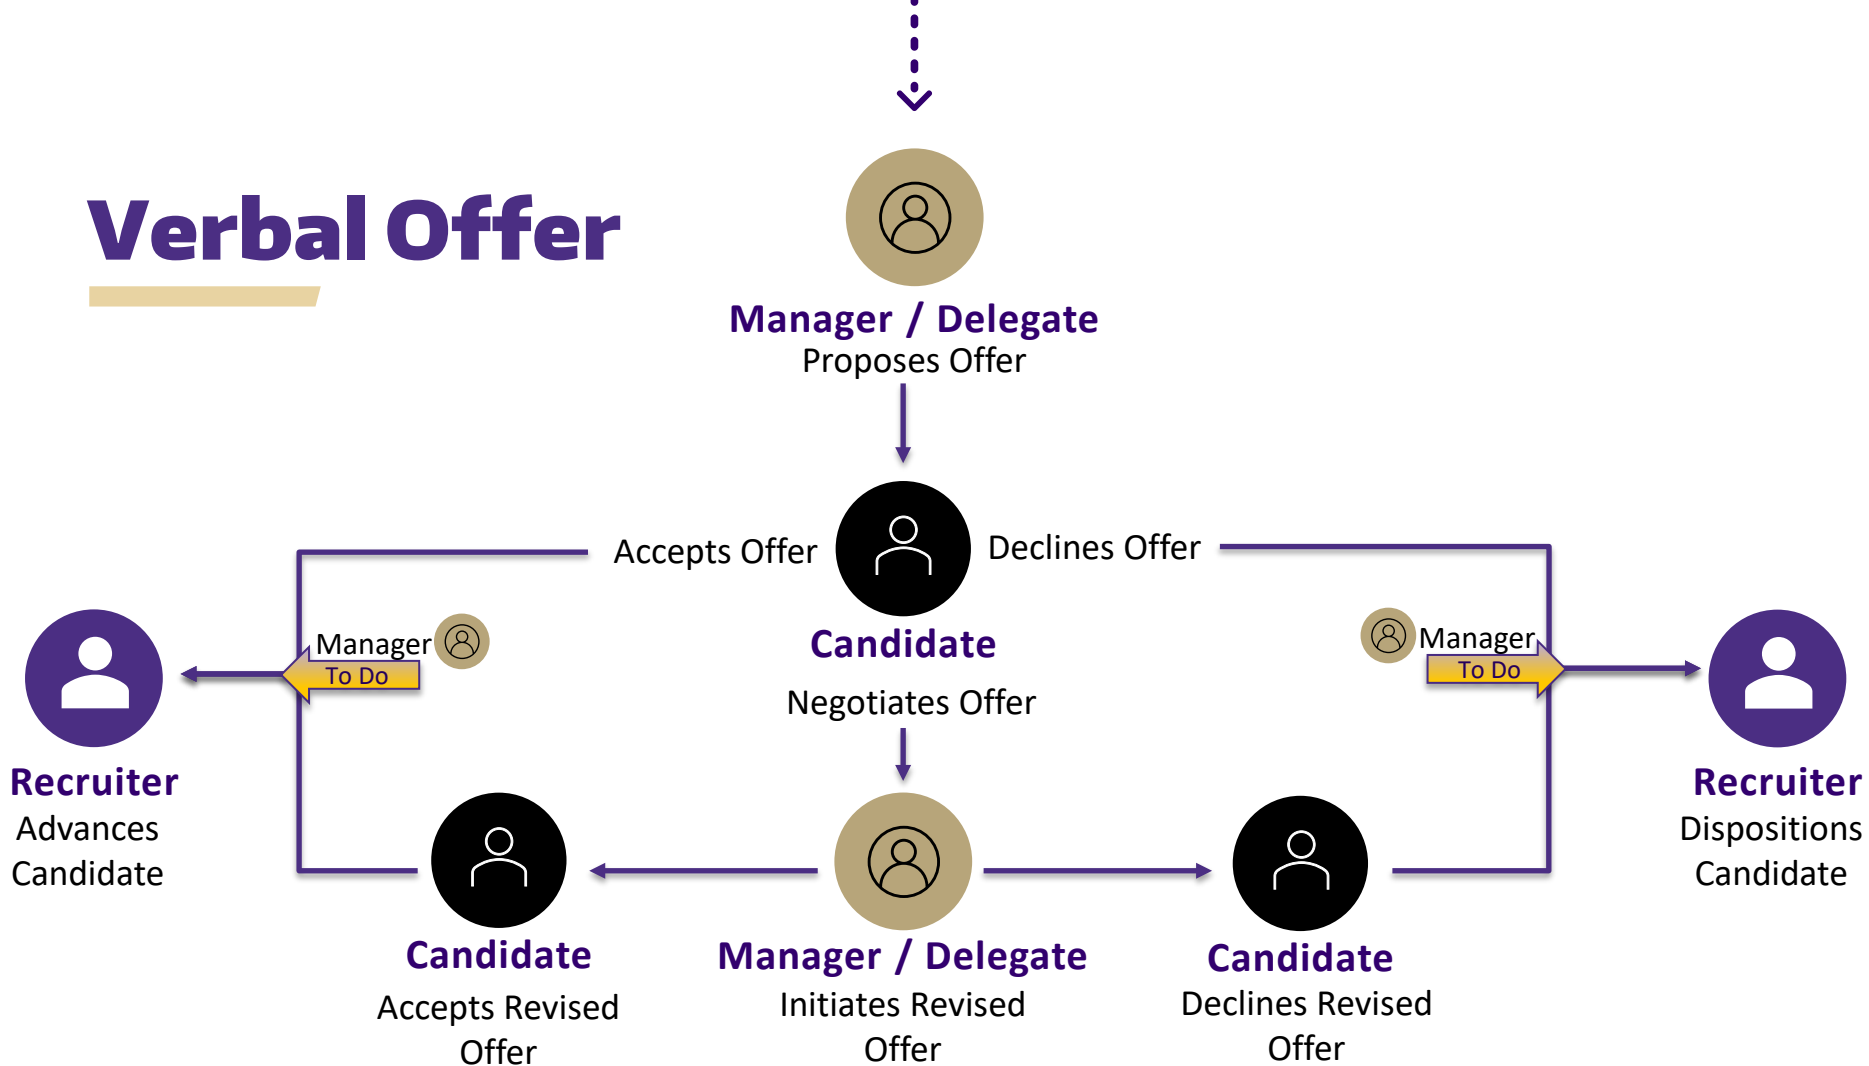 Verbal Offer
Manager / Delegate
Proposes Offer
Accepts Offer
Declines Offer
Candidate
Negotiates Offer
Manager
To Do
Manager
To Do
Recruiter
Advances
Candidate
Recruiter
Dispositions
Candidate
Candidate
Accepts Revised
Offer
Manager / Delegate
Initiates Revised
Offer
Candidate
Declines Revised
Offer